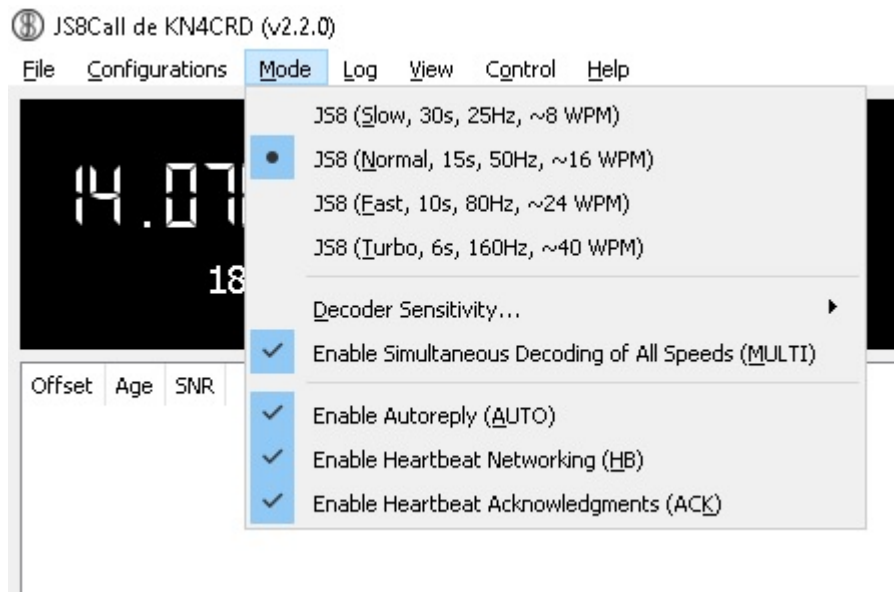 JS8Call de KN4CRD (v2.2.0)
File Configurations Mode Log View Control Help
JS8 (Slow, 30s, 25Hz, ~8 WPM)
JS8 (Normal, 15s, 50Hz, ~16 WPM)
JS8 (Fast, 10s, 80Hz, ~24 WPM)
JS8 (Turbo, 6s, 160Hz, ~40 WPM)
14.07
18
Decoder Sensitivity...
Enable Simultaneous Decoding of All Speeds (MULTI)
Offset Age SNR
Enable Autoreply (AUTO)
Enable Heartbeat Networking (HB)
Enable Heartbeat Acknowledgments (ACK)